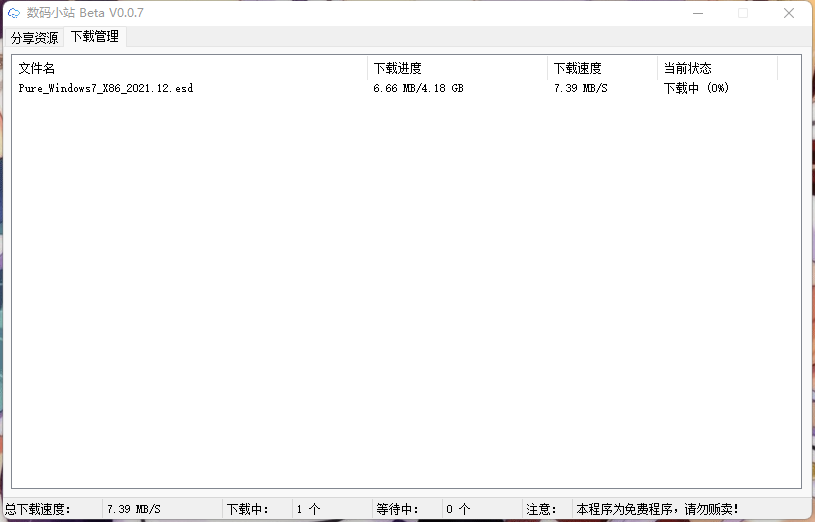 数码小站 Beta V0.0.7
分享资源 下载管理
文件名 下载进度 下载速度 当前状态
Pure_Windows7_X86_2021.12.esd 6.66 MB/4.18 GB 7.39 MB/S 下载中 (0%)
总下载速度: 7.39 MB/S 下载中: 1 个 等待中: 0 个 注意: 本程序为免费程序，请勿贩卖!